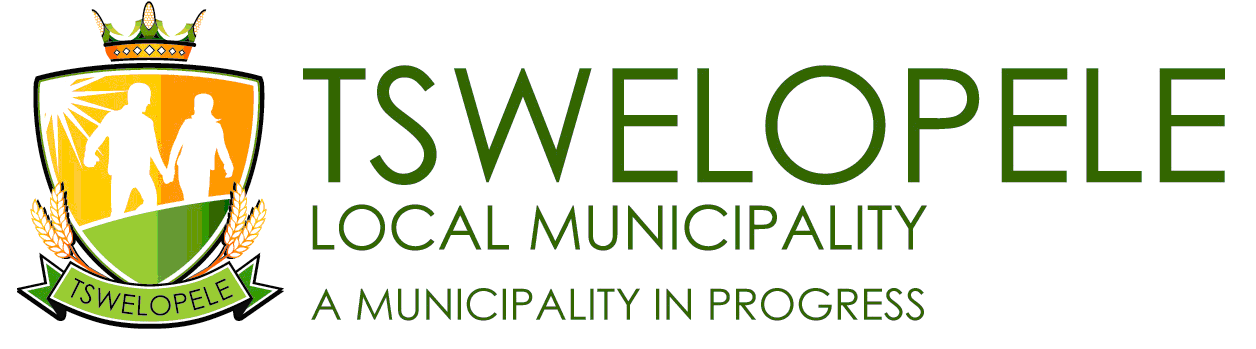 TSWELOPELE
LOCAL MUNICIPALITY
A MUNICIPALITY IN PROGRESS
TSWELOPELE